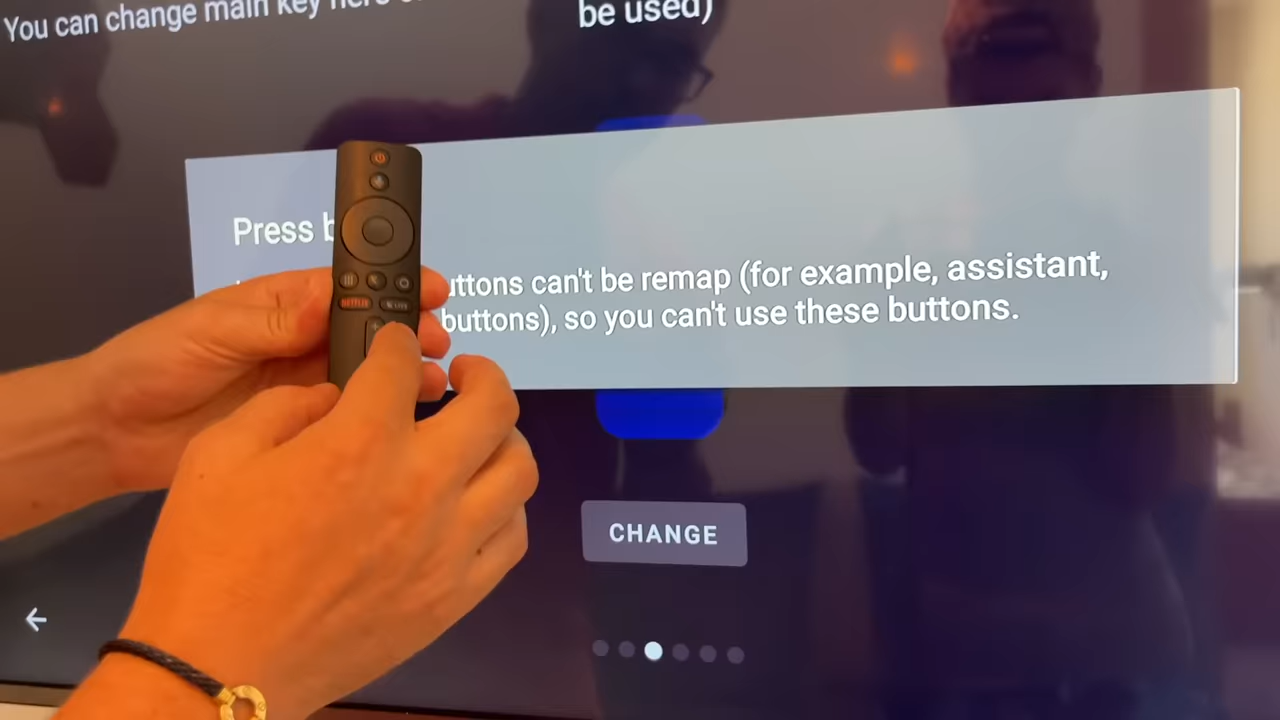 You can change main key here
be used)
Press
uttons can't be remap (for example, assistant,
buttons), so you can't use these buttons.
NETFLIX
CHANGE